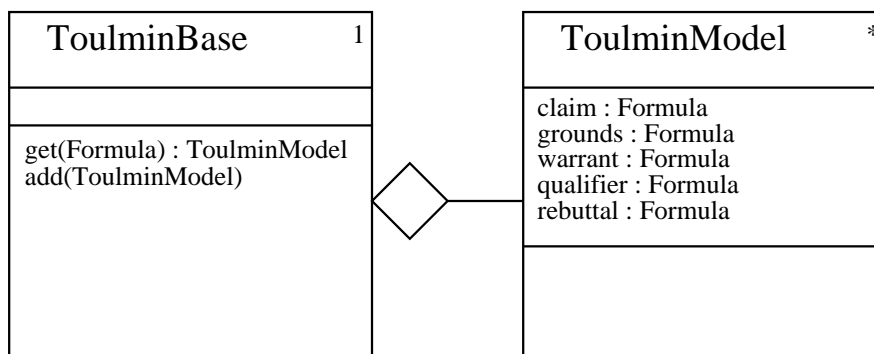 ToulminBase 1
get(Formula) : ToulminModel
add(ToulminModel)
ToulminModel *
claim : Formula
grounds : Formula
warrant : Formula
qualifier : Formula
rebuttal : Formula